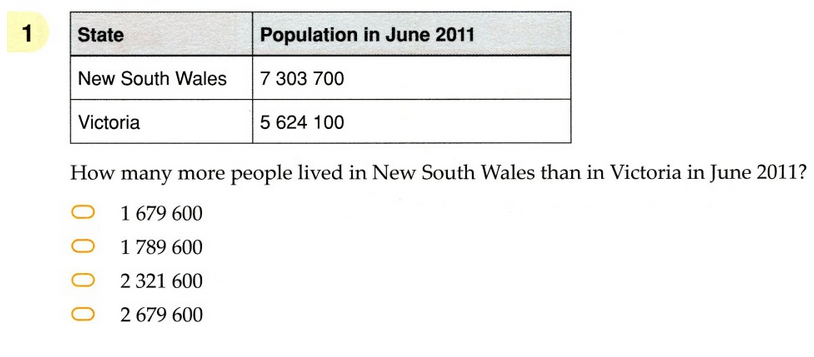 1
State Population in June 2011
New South Wales 7 303 700
Victoria 5 624 100
How many more people lived in New South Wales than in Victoria in June 2011?
1 679 600
1 789 600
2 321 600
2 679 600